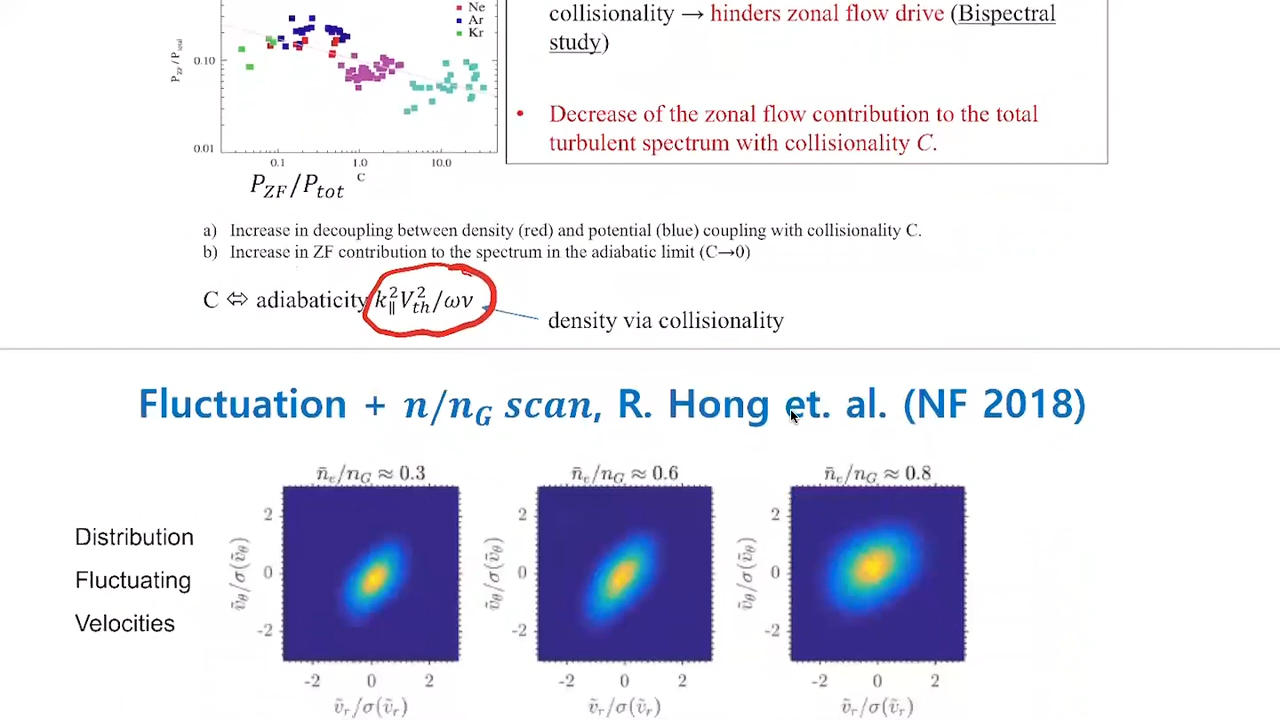 Ne
Ar
Kr
P_ZF / P_total
0.10
0.01
0.1
1.0
10.0
C
P_ZF/P_tot
collisionality → hinders zonal flow drive (Bispectral
study)
• Decrease of the zonal flow contribution to the total
turbulent spectrum with collisionality C.
a) Increase in decoupling between density (red) and potential (blue) coupling with collisionality C.
b) Increase in ZF contribution to the spectrum in the adiabatic limit (C→0)
C ⇔ adiabaticity k_∥^2 V_th^2/ων
density via collisionality
Fluctuation + n/n_G scan, R. Hong et. al. (NF 2018)
Distribution
Fluctuating
Velocities
n̄_e/n_G ≈ 0.3
2
0
-2
ṽ_θ/σ(ṽ_θ)
-2 0 2
ṽ_r/σ(ṽ_r)
n̄_e/n_G ≈ 0.6
2
0
-2
ṽ_θ/σ(ṽ_θ)
-2 0 2
ṽ_r/σ(ṽ_r)
n̄_e/n_G ≈ 0.8
2
0
-2
ṽ_θ/σ(ṽ_θ)
-2 0 2
ṽ_r/σ(ṽ_r)